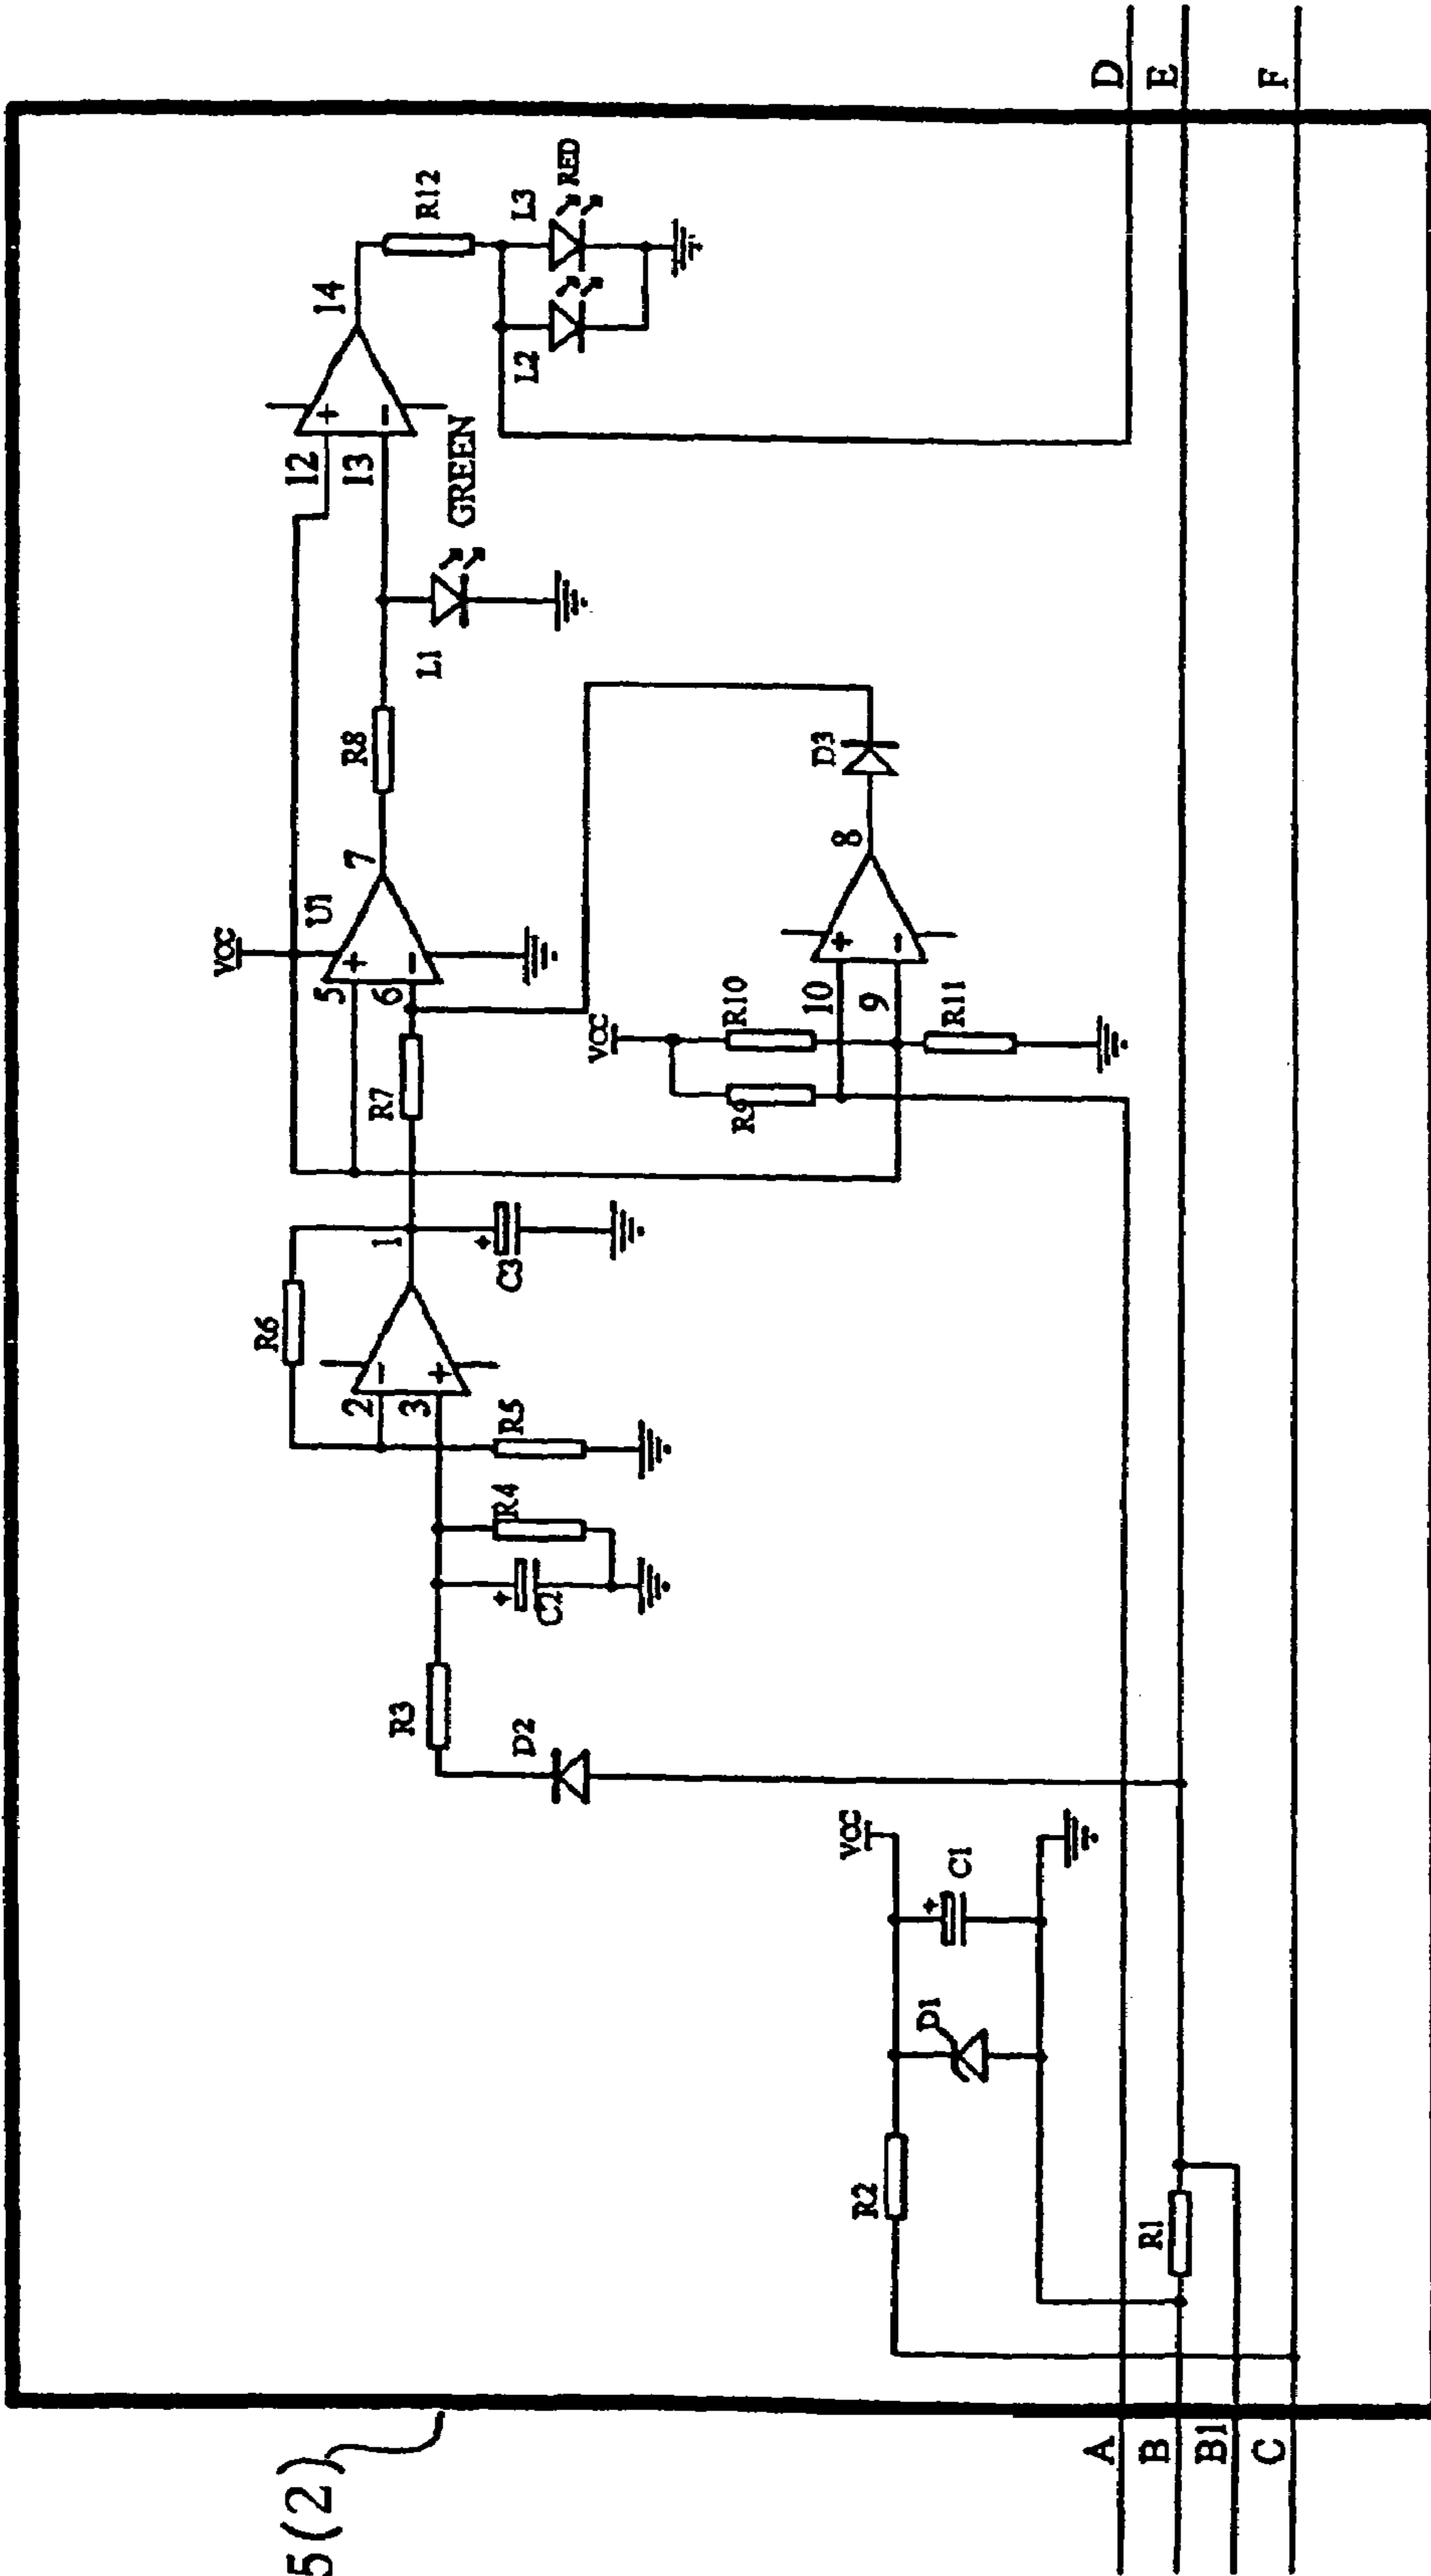 5(2)
A
B
B1
C
D
E
F
R1
R2
D1
C1
VCC
D2
R3
C2
R4
R5
R6
2
3
1
C3
R7
VCC
U1
5
6
7
R8
L1
GREEN
12
13
14
R12
L2
L3
RED
VCC
R9
R10
R11
10
9
8
D3
+
-
+
-
+
-
+
-
+
+
+